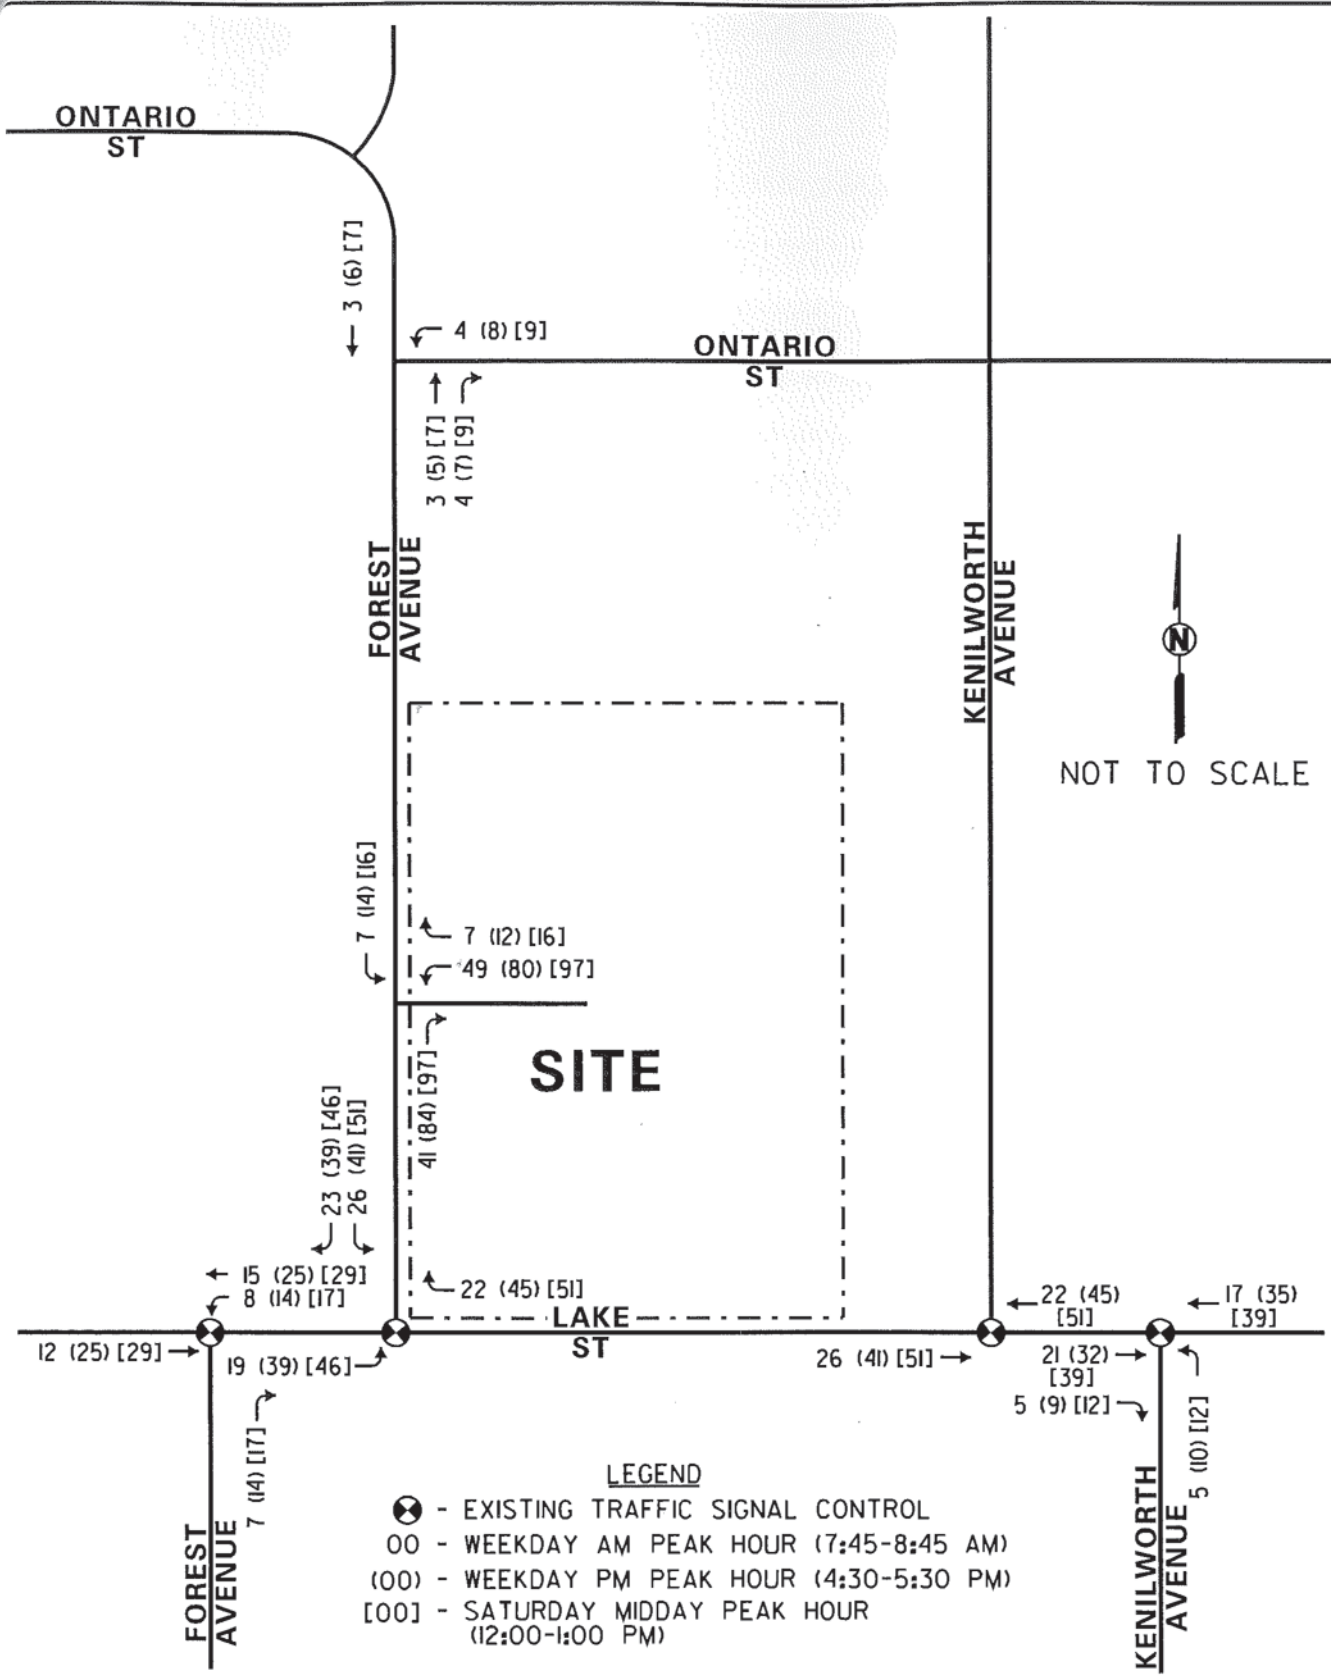 ONTARIO
ST
3 (6) [7]
4 (8) [9]
ONTARIO
ST
3 (5) [7]
4 (7) [9]
FOREST
AVENUE
KENILWORTH
AVENUE
N
NOT TO SCALE
7 (14) [16]
7 (12) [16]
49 (80) [97]
SITE
41 (84) [97]
23 (39) [46]
26 (41) [51]
15 (25) [29]
8 (14) [17]
22 (45) [51]
LAKE
ST
22 (45)
[51]
17 (35)
[39]
12 (25) [29]
19 (39) [46]
26 (41) [51]
21 (32)
[39]
5 (9) [12]
5 (10) [12]
7 (14) [17]
FOREST
AVENUE
KENILWORTH
AVENUE
LEGEND
- EXISTING TRAFFIC SIGNAL CONTROL
00 - WEEKDAY AM PEAK HOUR (7:45-8:45 AM)
(00) - WEEKDAY PM PEAK HOUR (4:30-5:30 PM)
[00] - SATURDAY MIDDAY PEAK HOUR
(12:00-1:00 PM)